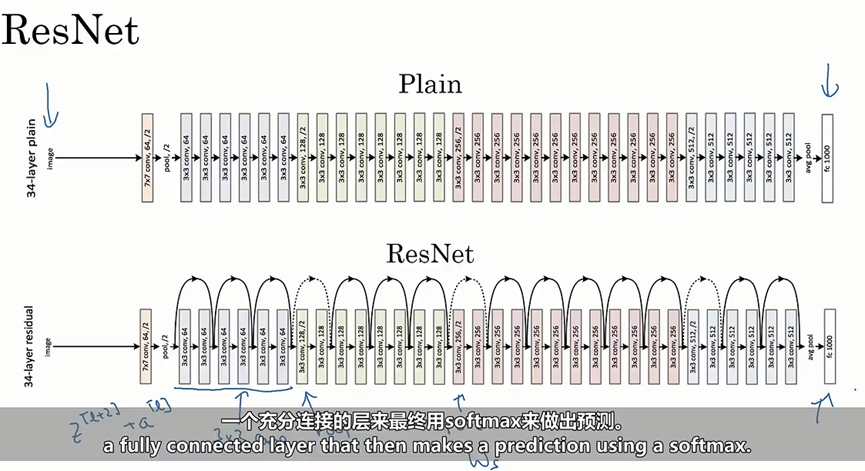 ResNet
Plain
34-layer plain
image
7x7 conv, 64, /2
pool, /2
3x3 conv, 64
3x3 conv, 64
3x3 conv, 64
3x3 conv, 64
3x3 conv, 64
3x3 conv, 64
3x3 conv, 128, /2
3x3 conv, 128
3x3 conv, 128
3x3 conv, 128
3x3 conv, 128
3x3 conv, 128
3x3 conv, 128
3x3 conv, 128
3x3 conv, 256, /2
3x3 conv, 256
3x3 conv, 256
3x3 conv, 256
3x3 conv, 256
3x3 conv, 256
3x3 conv, 256
3x3 conv, 256
3x3 conv, 256
3x3 conv, 256
3x3 conv, 256
3x3 conv, 256
3x3 conv, 512, /2
3x3 conv, 512
3x3 conv, 512
3x3 conv, 512
3x3 conv, 512
3x3 conv, 512
avg pool
fc 1000
ResNet
34-layer residual
image
7x7 conv, 64, /2
pool, /2
3x3 conv, 64
3x3 conv, 64
3x3 conv, 64
3x3 conv, 64
3x3 conv, 64
3x3 conv, 64
3x3 conv, 128, /2
3x3 conv, 128
3x3 conv, 128
3x3 conv, 128
3x3 conv, 128
3x3 conv, 128
3x3 conv, 128
3x3 conv, 128
3x3 conv, 256, /2
3x3 conv, 256
3x3 conv, 256
3x3 conv, 256
3x3 conv, 256
3x3 conv, 256
3x3 conv, 256
3x3 conv, 256
3x3 conv, 256
3x3 conv, 256
3x3 conv, 256
3x3 conv, 256
3x3 conv, 512, /2
3x3 conv, 512
3x3 conv, 512
3x3 conv, 512
3x3 conv, 512
3x3 conv, 512
avg pool
fc 1000
z[l+2] + a[l]
一个充分连接的层来最终用softmax来做出预测。
a fully connected layer that then makes a prediction using a softmax.
Ws